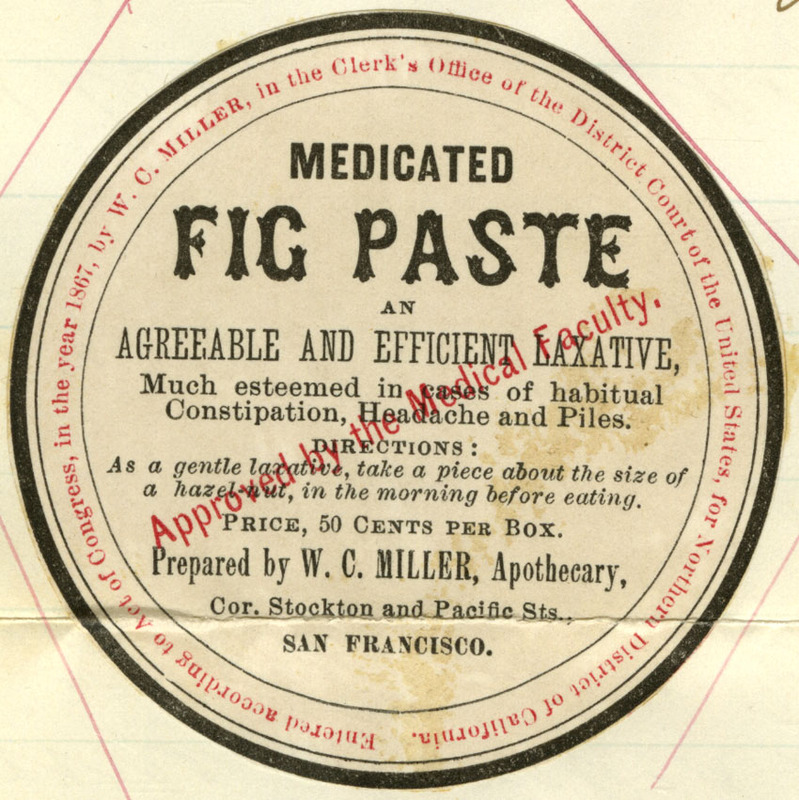 Entered according to Act of Congress, in the year 1867, by W. C. MILLER, in the Clerk's Office of the District Court of the United States, for Northern District of California.
MEDICATED
FIG PASTE
AN
AGREEABLE AND EFFICIENT LAXATIVE,
Much esteemed in cases of habitual
Constipation, Headache and Piles.
DIRECTIONS:
As a gentle laxative, take a piece about the size of
a hazel-nut, in the morning before eating.
PRICE, 50 CENTS PER BOX.
Prepared by W. C. MILLER, Apothecary,
Cor. Stockton and Pacific Sts.,
SAN FRANCISCO.
Approved by the Medical Faculty.